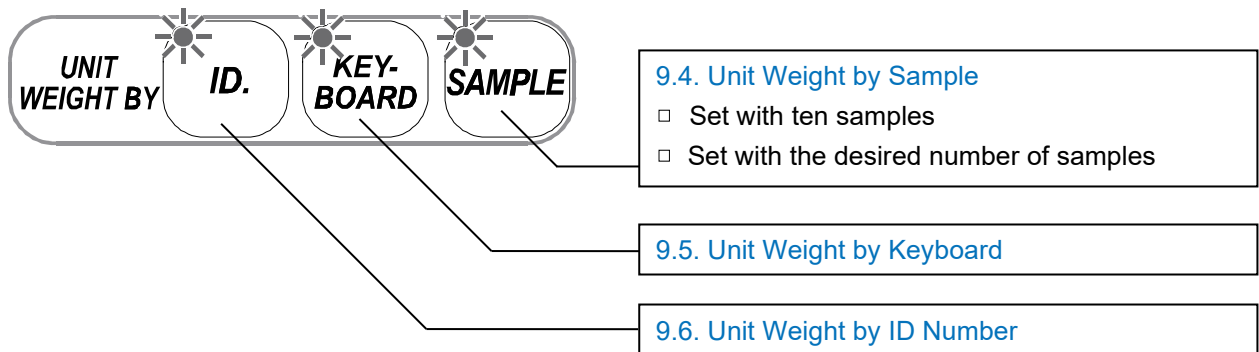 UNIT
WEIGHT BY
ID.
KEY-
BOARD
SAMPLE
9.4. Unit Weight by Sample
□ Set with ten samples
□ Set with the desired number of samples
9.5. Unit Weight by Keyboard
9.6. Unit Weight by ID Number